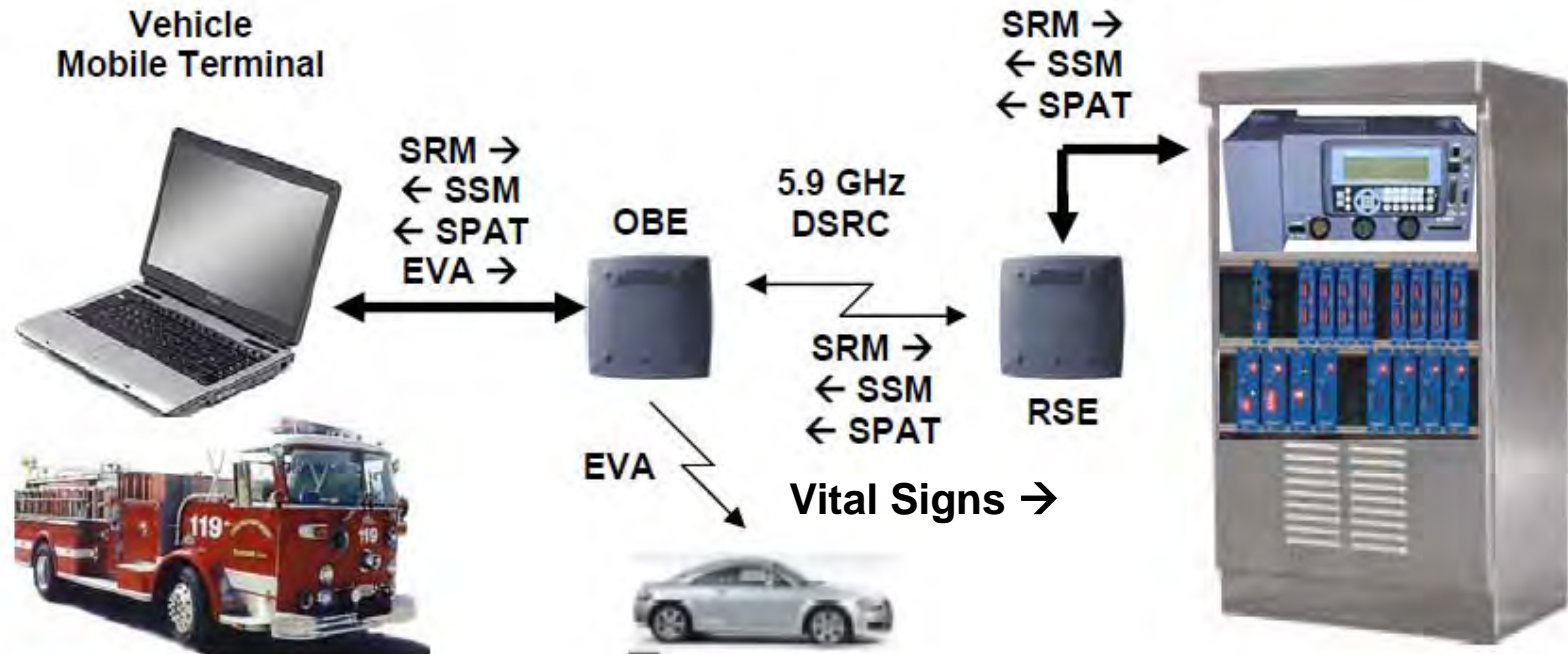 Vehicle
Mobile Terminal
SRM →
← SSM
← SPAT
EVA →
OBE
5.9 GHz
DSRC
SRM →
← SSM
← SPAT
SRM →
← SSM
← SPAT
RSE
EVA
Vital Signs →
119
119